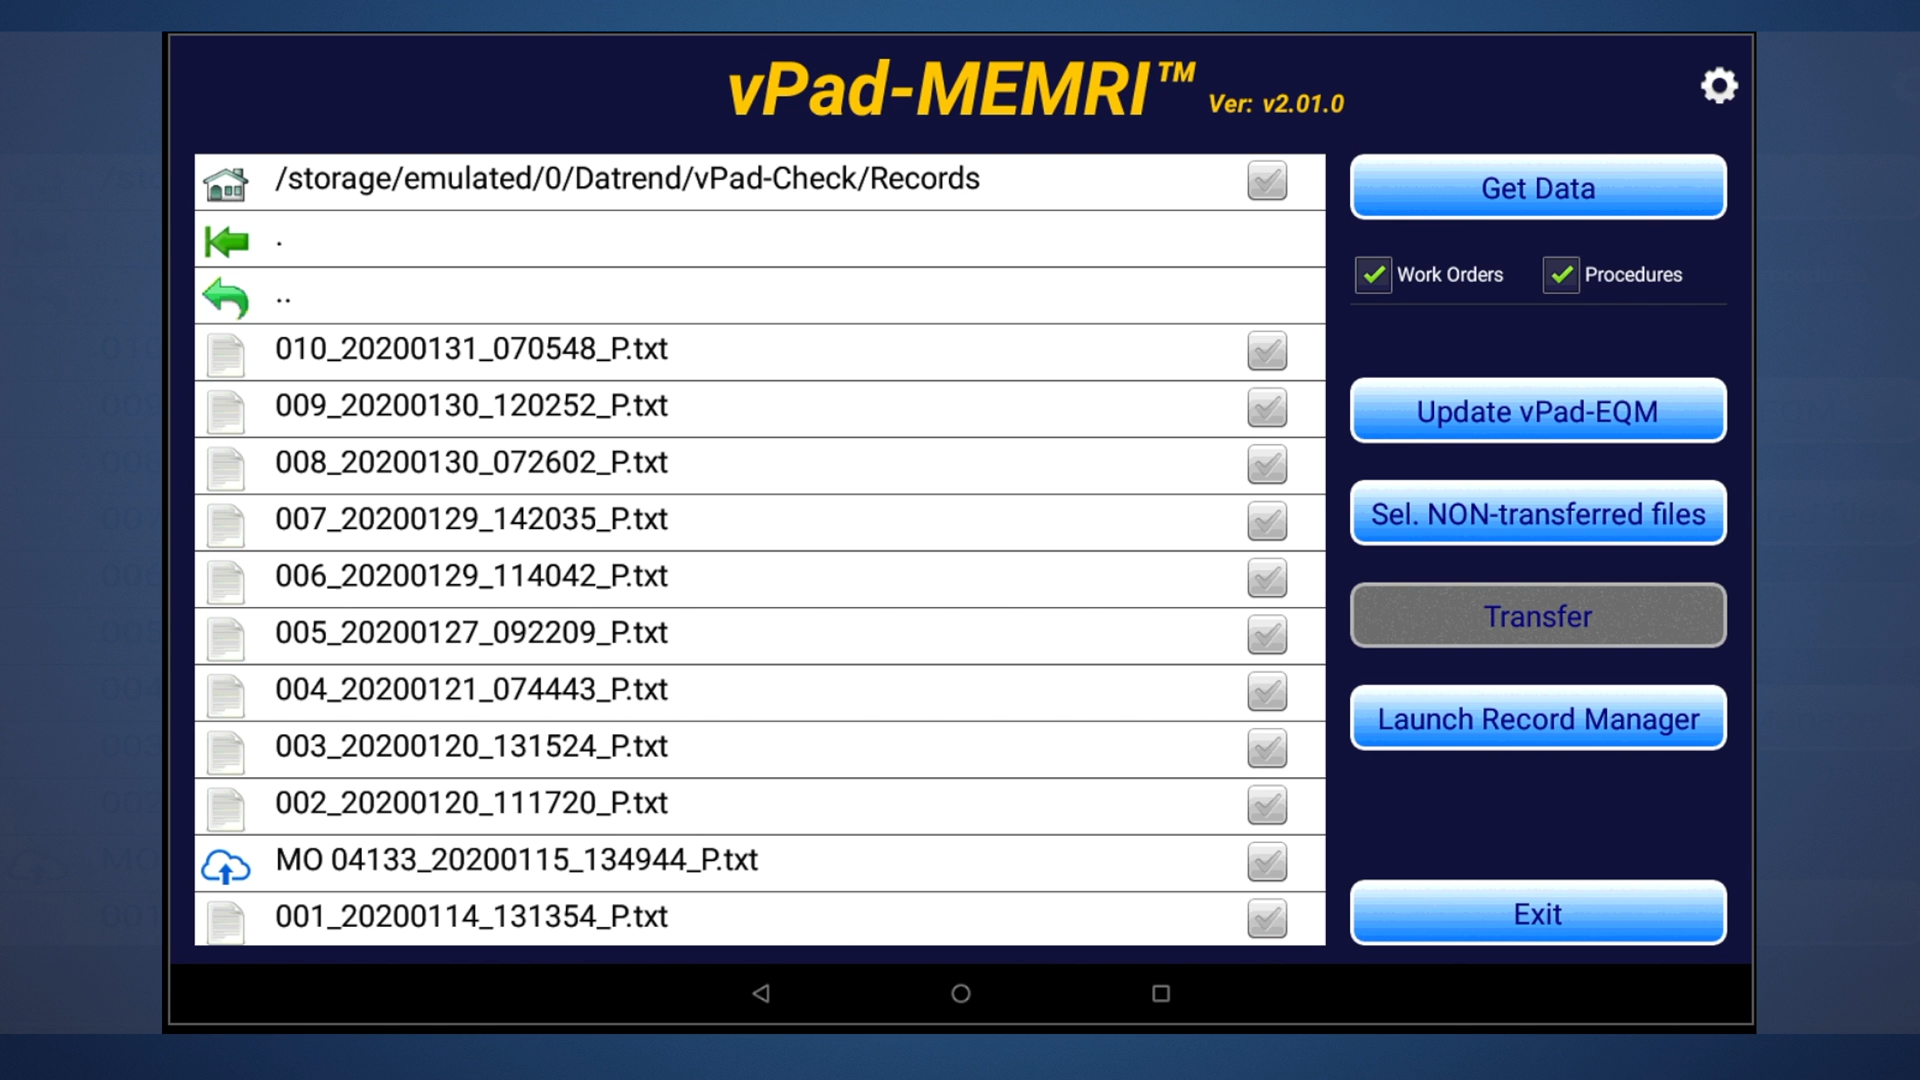 vPad-MEMRI™ Ver: v2.01.0
/storage/emulated/0/Datrend/vPad-Check/Records
.
..
010_20200131_070548_P.txt
009_20200130_120252_P.txt
008_20200130_072602_P.txt
007_20200129_142035_P.txt
006_20200129_114042_P.txt
005_20200127_092209_P.txt
004_20200121_074443_P.txt
003_20200120_131524_P.txt
002_20200120_111720_P.txt
MO 04133_20200115_134944_P.txt
001_20200114_131354_P.txt
Get Data
Work Orders Procedures
Update vPad-EQM
Sel. NON-transferred files
Transfer
Launch Record Manager
Exit